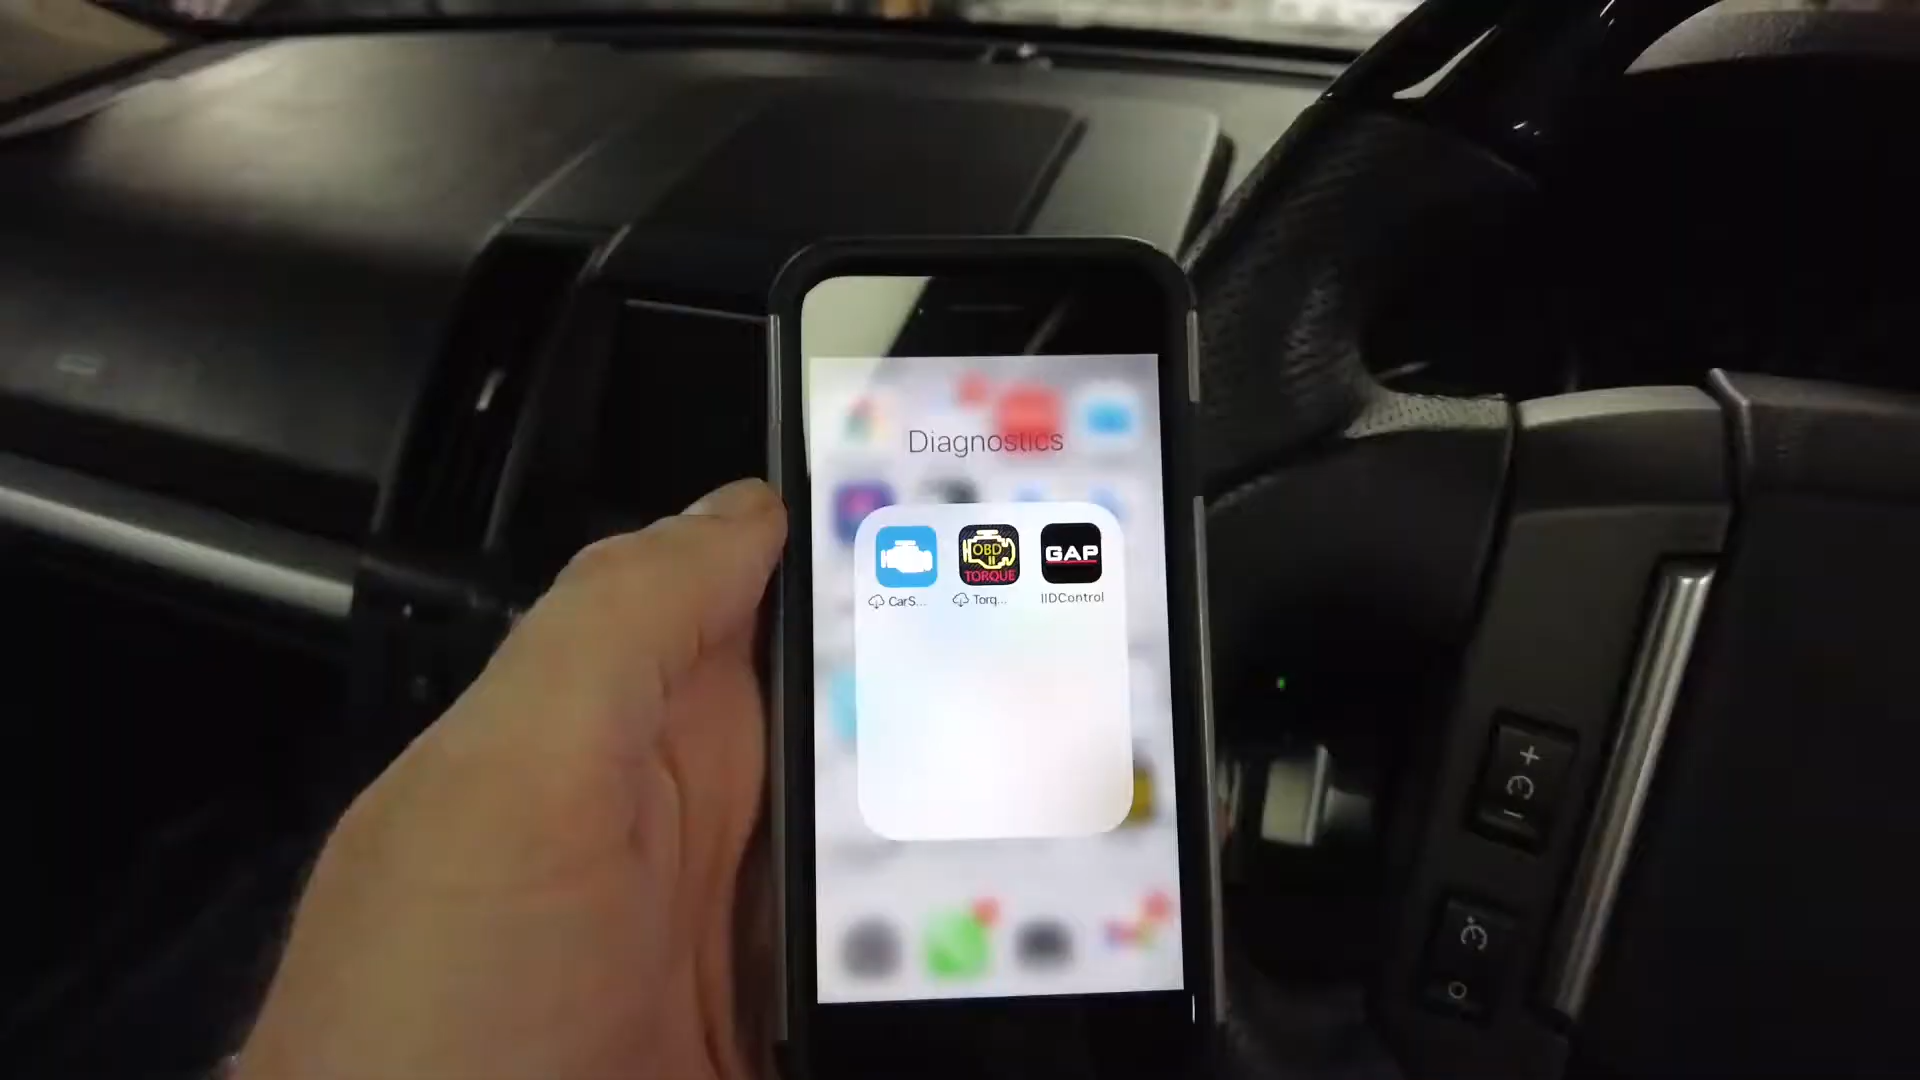 Diagnostics
OBD
II
TORQUE
GAP
CarS...
Torq...
IIDControl
+
-
O